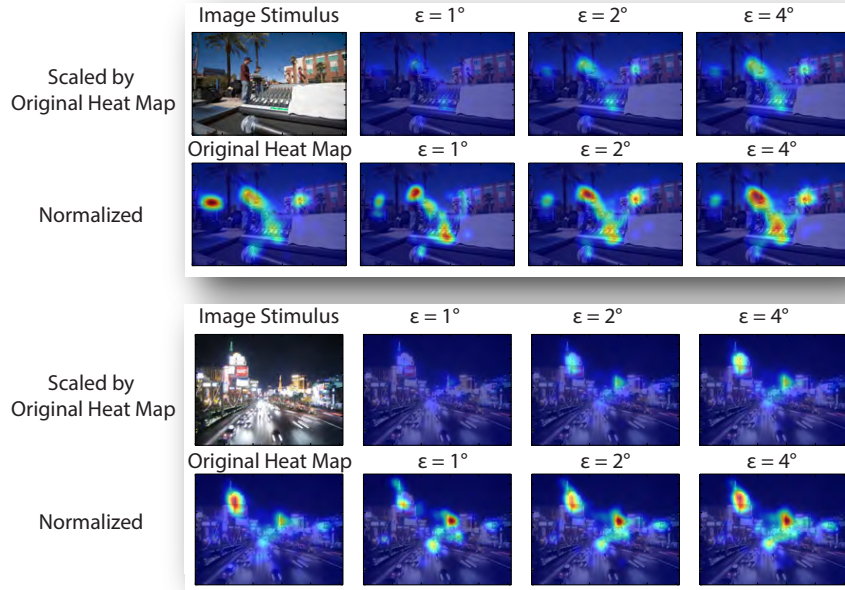 Image Stimulus ε = 1° ε = 2° ε = 4°
Scaled by
Original Heat Map
Original Heat Map ε = 1° ε = 2° ε = 4°
Normalized
Image Stimulus ε = 1° ε = 2° ε = 4°
Scaled by
Original Heat Map
Original Heat Map ε = 1° ε = 2° ε = 4°
Normalized